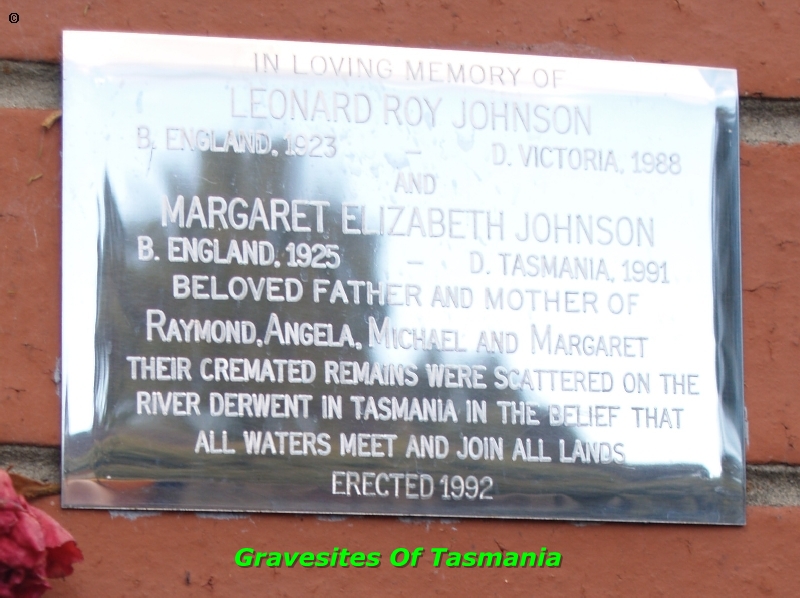 ©
IN LOVING MEMORY OF
LEONARD ROY JOHNSON
B. ENGLAND, 1923 – D. VICTORIA, 1988
AND
MARGARET ELIZABETH JOHNSON
B. ENGLAND, 1925 – D. TASMANIA, 1991
BELOVED FATHER AND MOTHER OF
RAYMOND, ANGELA, MICHAEL AND MARGARET
THEIR CREMATED REMAINS WERE SCATTERED ON THE
RIVER DERWENT IN TASMANIA IN THE BELIEF THAT
ALL WATERS MEET AND JOIN ALL LANDS
ERECTED 1992
Gravesites Of Tasmania